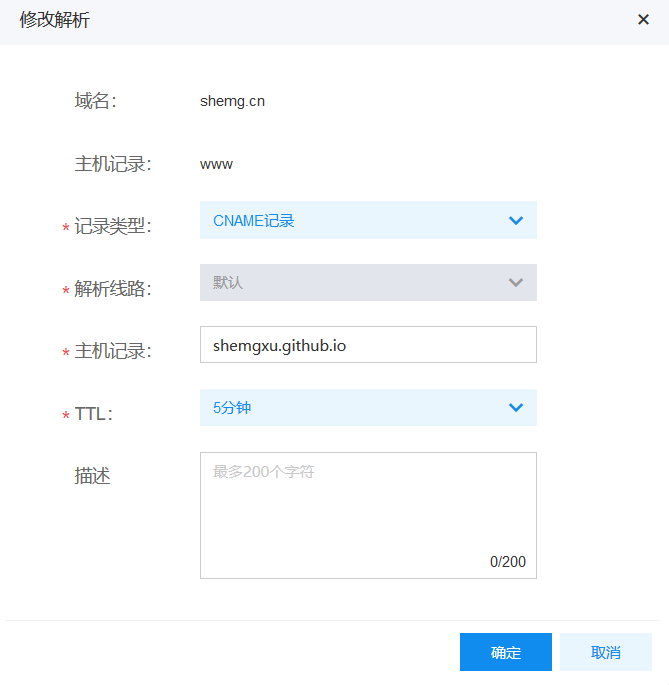 修改解析 ×
域名： shemg.cn
主机记录： www
* 记录类型： CNAME记录
* 解析线路： 默认
* 主机记录： shemgxu.github.io
* TTL： 5分钟
描述 最多200个字符
0/200
确定 取消